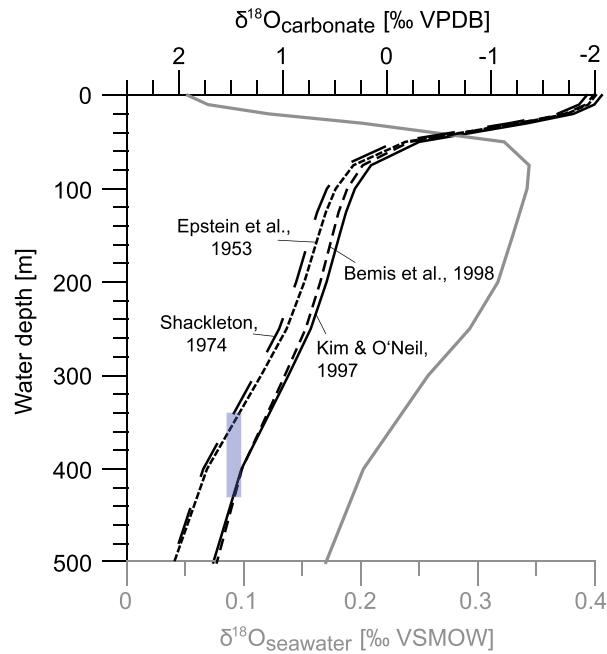 δ¹⁸Ocarbonate [‰ VPDB]
2 1 0 -1 -2
0
100
Epstein et al.,
1953
Bemis et al., 1998
200
Shackleton,
1974
Kim & O‘Neil,
1997
300
400
500
Water depth [m]
0 0.1 0.2 0.3 0.4
δ¹⁸Oseawater [‰ VSMOW]